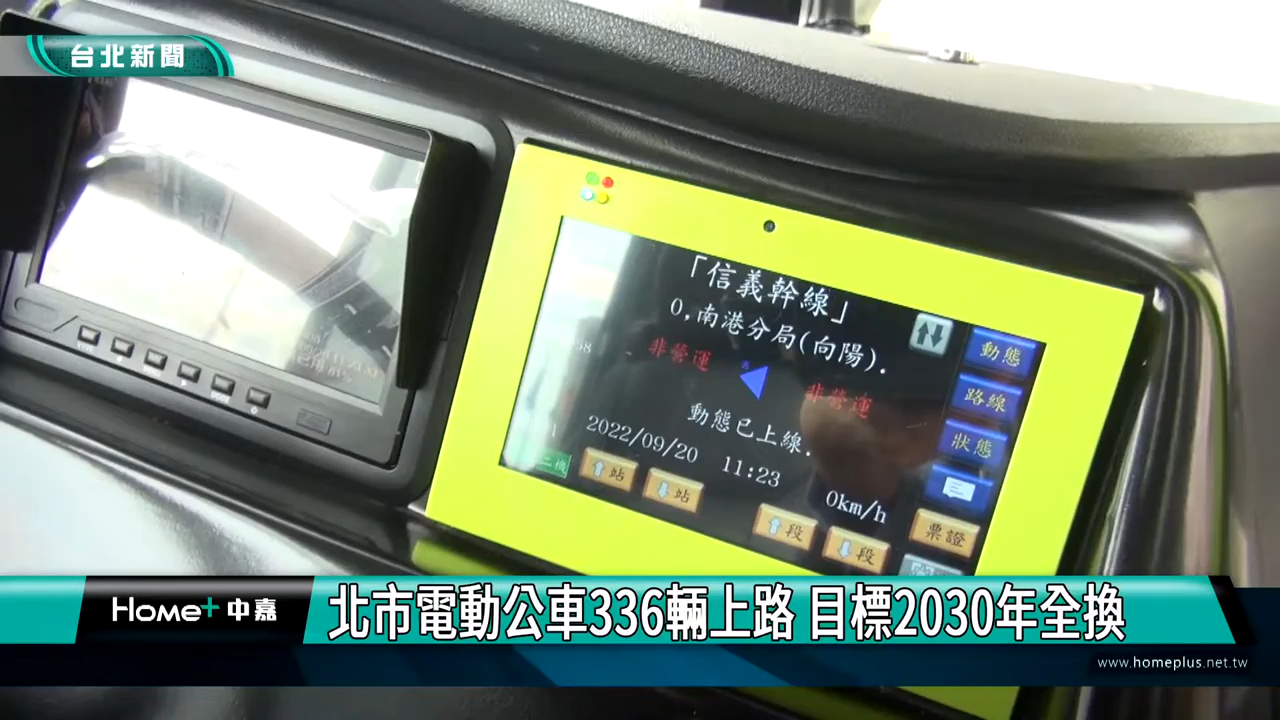 台北新聞
「信義幹線」
0,南港分局(向陽).
非營運
非營運
動態已上線.
2022/09/20 11:23
0km/h
動態
路線
狀態
票證
站
站
段
段
Home+中嘉
北市電動公車336輛上路 目標2030年全換
www.homeplus.net.tw